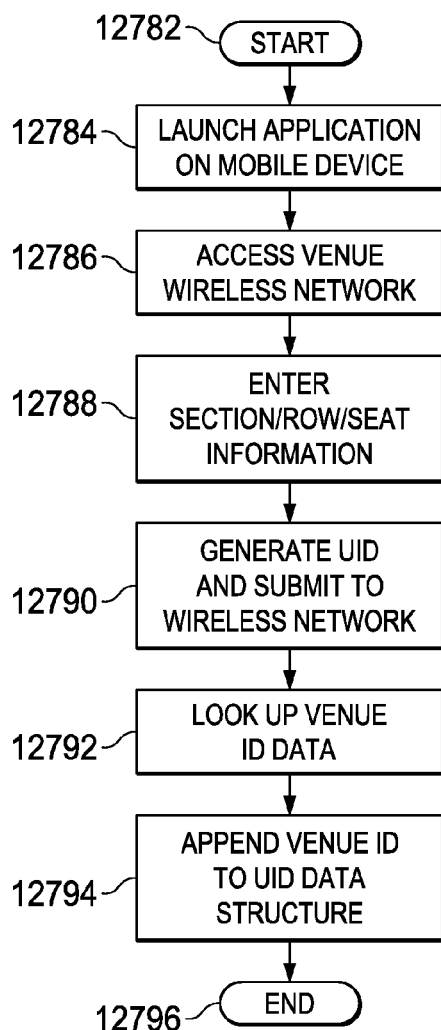 12782
START
12784
LAUNCH APPLICATION
ON MOBILE DEVICE
12786
ACCESS VENUE
WIRELESS NETWORK
12788
ENTER
SECTION/ROW/SEAT
INFORMATION
12790
GENERATE UID
AND SUBMIT TO
WIRELESS NETWORK
12792
LOOK UP VENUE
ID DATA
12794
APPEND VENUE ID
TO UID DATA
STRUCTURE
12796
END